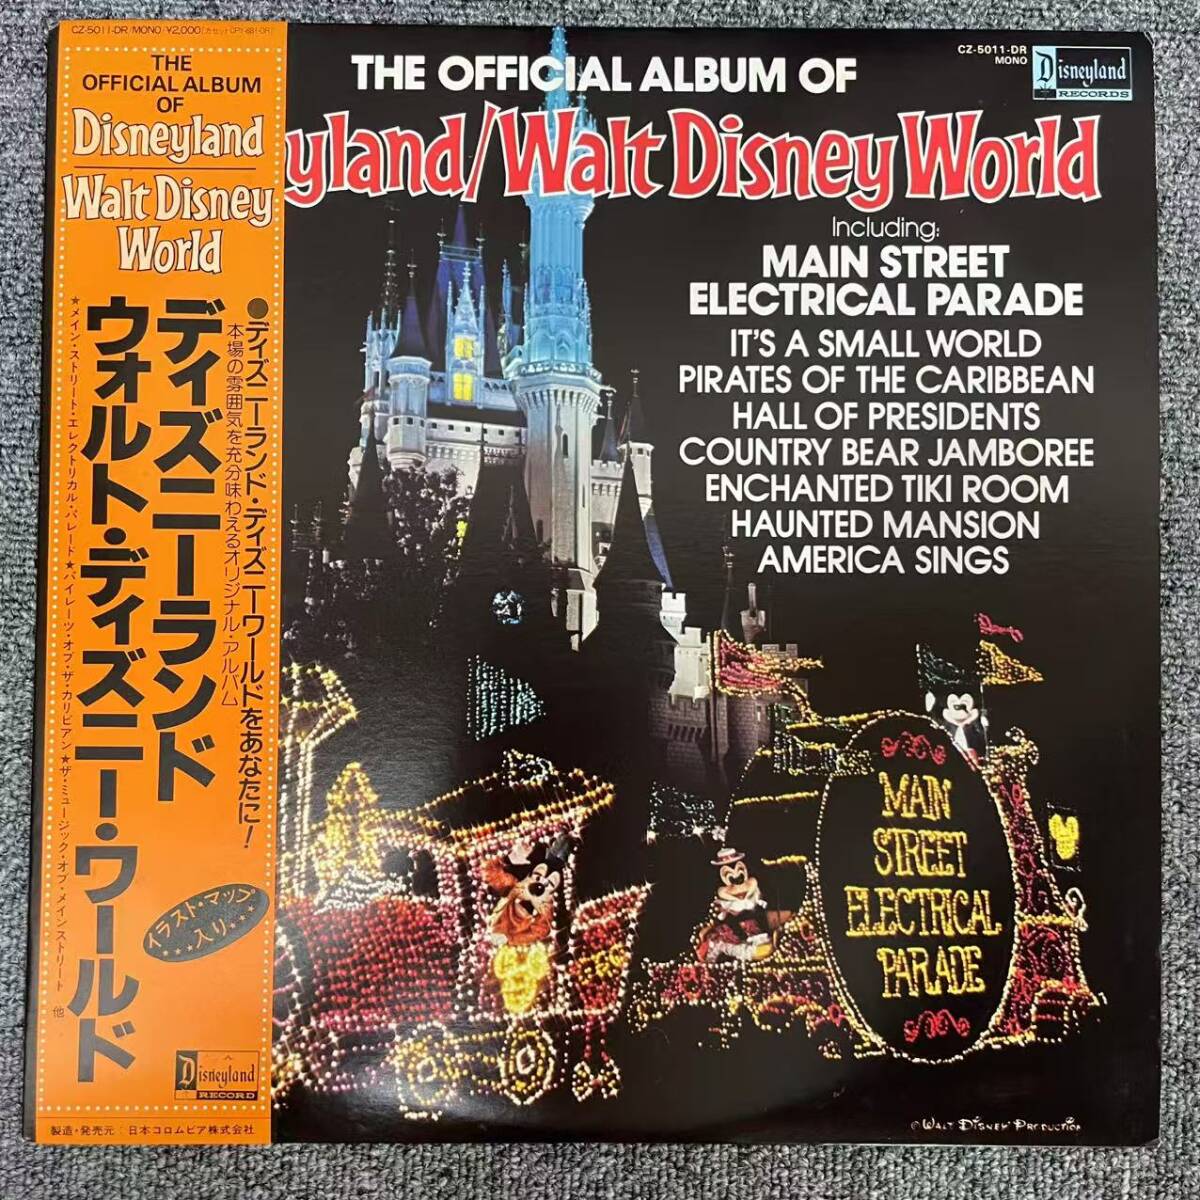 CZ-5011-DR/MONO/¥2,000
THE
OFFICIAL ALBUM
OF
Disneyland
Walt Disney
World
●ディズニーランド・ディズニーワールドをあなたに!
本場の雰囲気を充分味わえるオリジナル・アルバム
ディズニーランド
ウォルト・ディズニー・ワールド
★メイン・ストリート・エレクトリカル・パレード★パイレーツ・オブ・ザ・カリビアン★ザ・ミュージック・オブ・メインストリート 他
イラスト・マップ
入り
Disneyland
RECORD
製造・発売元:日本コロムビア株式会社
THE OFFICIAL ALBUM OF
yland/Walt Disney World
CZ-5011-DR
MONO
Disneyland
RECORDS
Including:
MAIN STREET
ELECTRICAL PARADE
IT'S A SMALL WORLD
PIRATES OF THE CARIBBEAN
HALL OF PRESIDENTS
COUNTRY BEAR JAMBOREE
ENCHANTED TIKI ROOM
HAUNTED MANSION
AMERICA SINGS
MAIN
STREET
ELECTRICAL
PARADE
© WALT DISNEY PRODUCTION